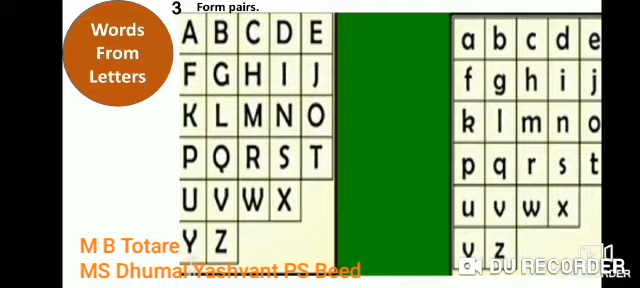 3 Form pairs.
Words
From
Letters
A B C D E
F G H I J
K L M N O
P Q R S T
U V W X
Y Z
a b c d e
f g h i j
k l m n o
p q r s t
u v w x
y z
M B Totare
MS Dhumal Yashvant PS Beed
DU RECORDER